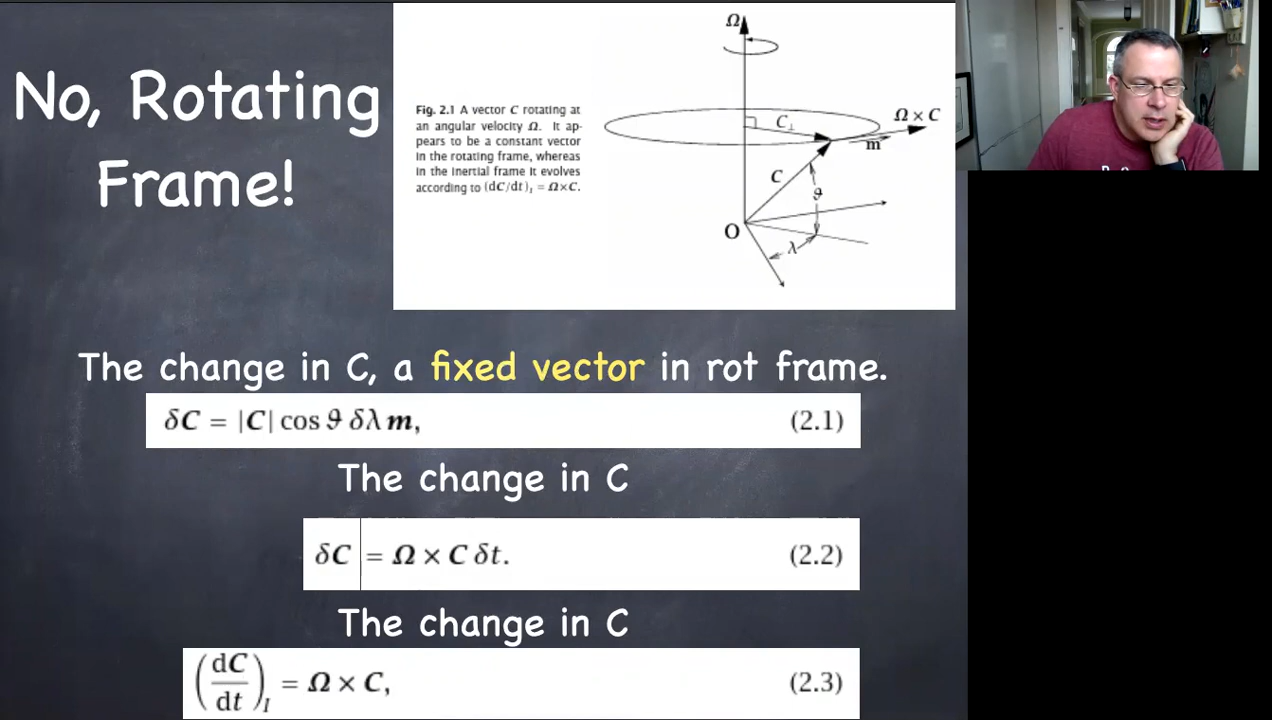 No, Rotating
Frame!
Fig. 2.1 A vector C rotating at
an angular velocity Ω. It ap-
pears to be a constant vector
in the rotating frame, whereas
in the inertial frame it evolves
according to (dC/dt)_I = Ω×C.
Ω
C⊥
Ω × C
m
C
ϑ
O
λ
The change in C, a fixed vector in rot frame.
δC = |C| cos ϑ δλ m, (2.1)
The change in C
δC = Ω × C δt. (2.2)
The change in C
(dC/dt)_I = Ω × C, (2.3)